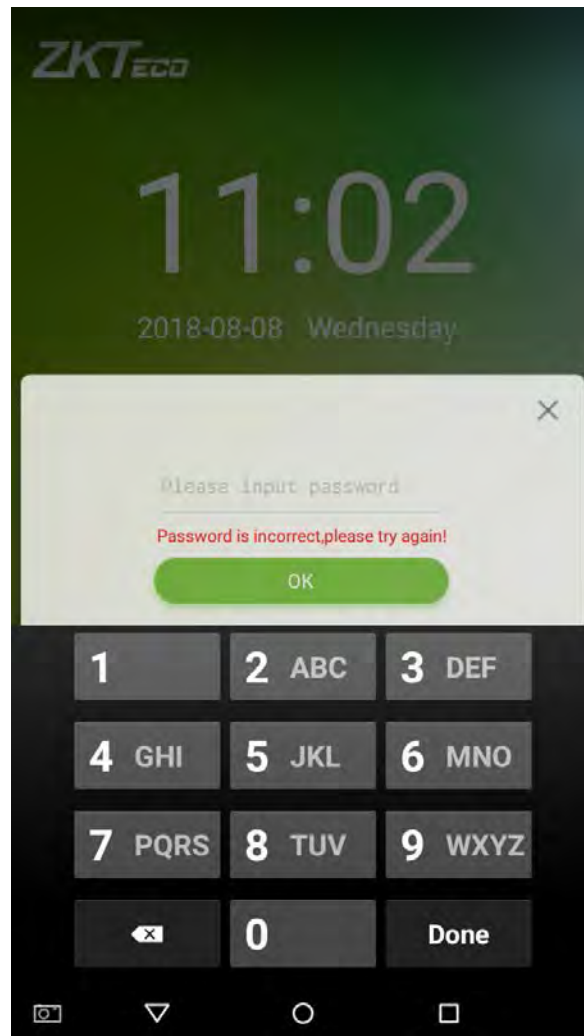 ZKTECO
11:02
2018-08-08 Wednesday
Please input password
Password is incorrect,please try again!
OK
1 2 ABC 3 DEF
4 GHI 5 JKL 6 MNO
7 PQRS 8 TUV 9 WXYZ
0 Done